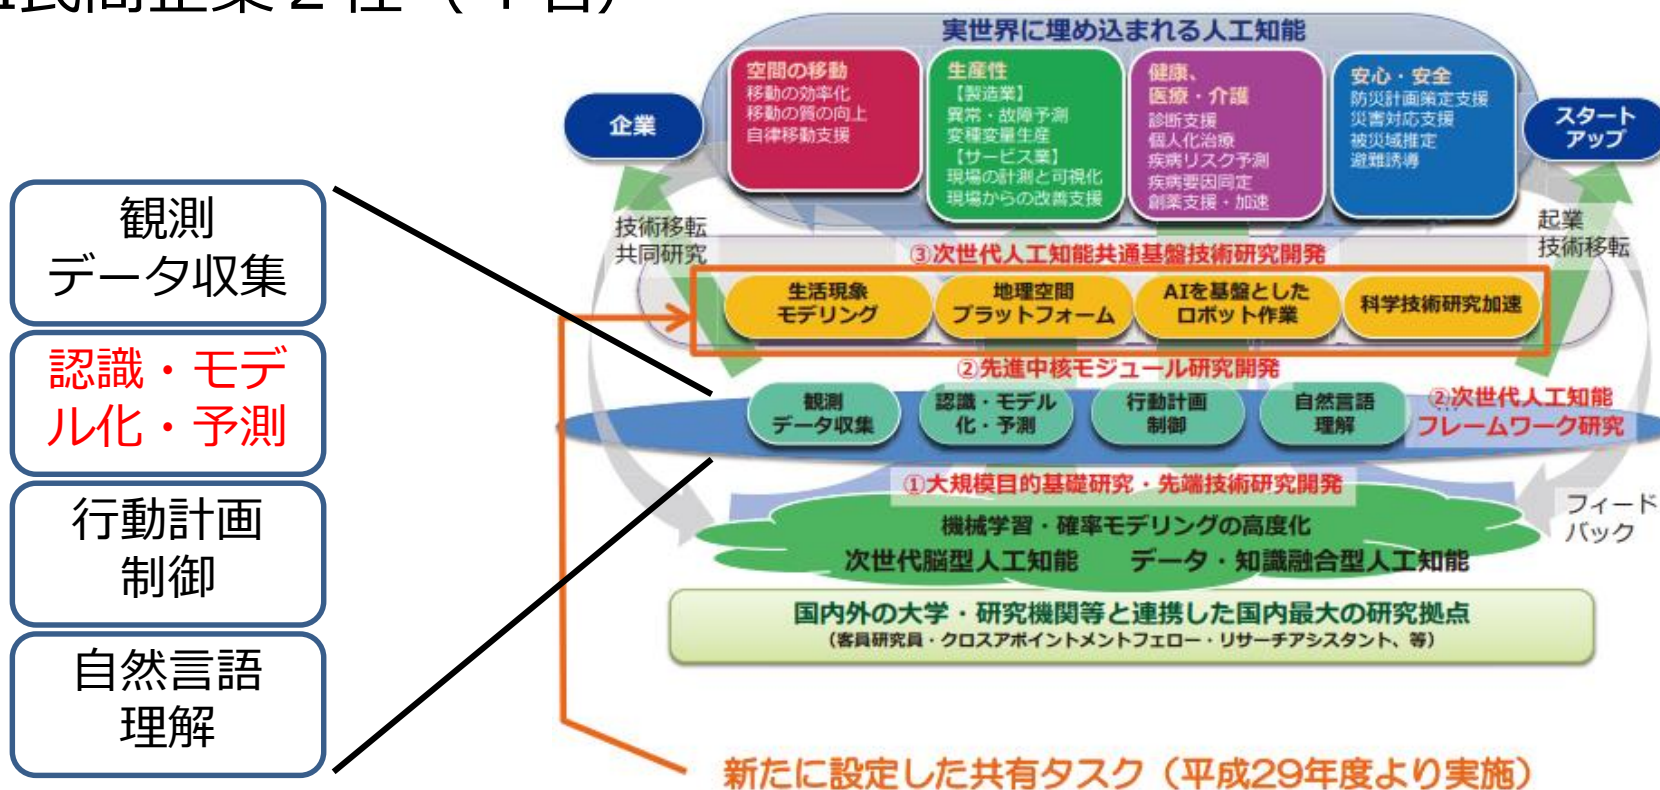 民間企業2社(4名)
観測
データ収集
認識・モデ
ル化・予測
行動計画
制御
自然言語
理解
実世界に埋め込まれる人工知能
企業
空間の移動
移動の効率化
移動の質の向上
自律移動支援
生産性
【製造業】
異常・故障予測
変種変量生産
【サービス業】
現場の計測と可視化
現場からの改善支援
健康、
医療・介護
診断支援
個人化治療
疾病リスク予測
疾病要因同定
創薬支援・加速
安心・安全
防災計画策定支援
災害対応支援
被災域推定
避難誘導
スタート
アップ
技術移転
共同研究
起業
技術移転
③次世代人工知能共通基盤技術研究開発
生活現象
モデリング
地理空間
プラットフォーム
AIを基盤とした
ロボット作業
科学技術研究加速
②先進中核モジュール研究開発
観測
データ収集
認識・モデル
化・予測
行動計画
制御
自然言語
理解
…
②次世代人工知能
フレームワーク研究
①大規模目的基礎研究・先端技術研究開発
機械学習・確率モデリングの高度化
次世代脳型人工知能 データ・知識融合型人工知能
フィード
バック
国内外の大学・研究機関等と連携した国内最大の研究拠点
(客員研究員・クロスアポイントメントフェロー・リサーチアシスタント、等)
新たに設定した共有タスク(平成29年度より実施)